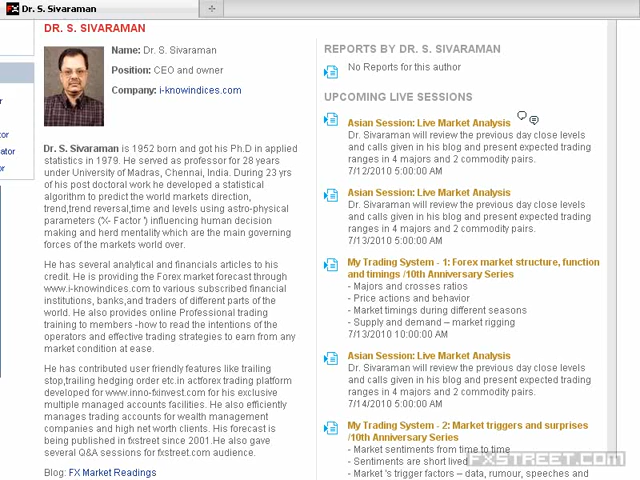 Dr. S. Sivaraman
DR. S. SIVARAMAN
Name: Dr. S. Sivaraman
Position: CEO and owner
Company: i-knowindices.com
r
tor
ator
r
Dr. S. Sivaraman is 1952 born and got his Ph.D in applied
statistics in 1979. He served as professor for 28 years
under University of Madras, Chennai, India. During 23 yrs
of his post doctoral work he developed a statistical
algorithm to predict the world markets direction,
trend,trend reversal,time and levels using astro-physical
parameters ('X- Factor ') influencing human decision
making and herd mentality which are the main governing
forces of the markets world over.
He has several analytical and financials articles to his
credit. He is providing the Forex market forecast through
www.i-knowindices.com to various subscribed financial
institutions, banks,and traders of different parts of the
world. He also provides online Professional trading
training to members -how to read the intentions of the
operators and effective trading strategies to earn from any
market condition at ease.
He has contributed user friendly features like trailing
stop,trailing hedging order etc.in actforex trading platform
developed for www.inno-fxinvest.com for his exclusive
multiple managed accounts facilities. He also efficiently
manages trading accounts for wealth management
companies and high net worth clients. His forecast is
being published in fxstreet since 2001.He also gave
several Q&A sessions for fxstreet.com audience.
Blog: FX Market Readings
REPORTS BY DR. S. SIVARAMAN
No Reports for this author
UPCOMING LIVE SESSIONS
Asian Session: Live Market Analysis
Dr. Sivaraman will review the previous day close levels
and calls given in his blog and present expected trading
ranges in 4 majors and 2 commodity pairs.
7/12/2010 5:00:00 AM
Asian Session: Live Market Analysis
Dr. Sivaraman will review the previous day close levels
and calls given in his blog and present expected trading
ranges in 4 majors and 2 commodity pairs.
7/13/2010 5:00:00 AM
My Trading System - 1: Forex market structure, function
and timings /10th Anniversary Series
- Majors and crosses ratios
- Price actions and behavior
- Market timings during different seasons
- Supply and demand – market rigging
7/13/2010 10:00:00 AM
Asian Session: Live Market Analysis
Dr. Sivaraman will review the previous day close levels
and calls given in his blog and present expected trading
ranges in 4 majors and 2 commodity pairs.
7/14/2010 5:00:00 AM
My Trading System - 2: Market triggers and surprises
/10th Anniversary Series
- Market sentiments from time to time
- Sentiments are short lived
- Market 's trigger factors – data, rumour, speeches and
FXSTREET.COM